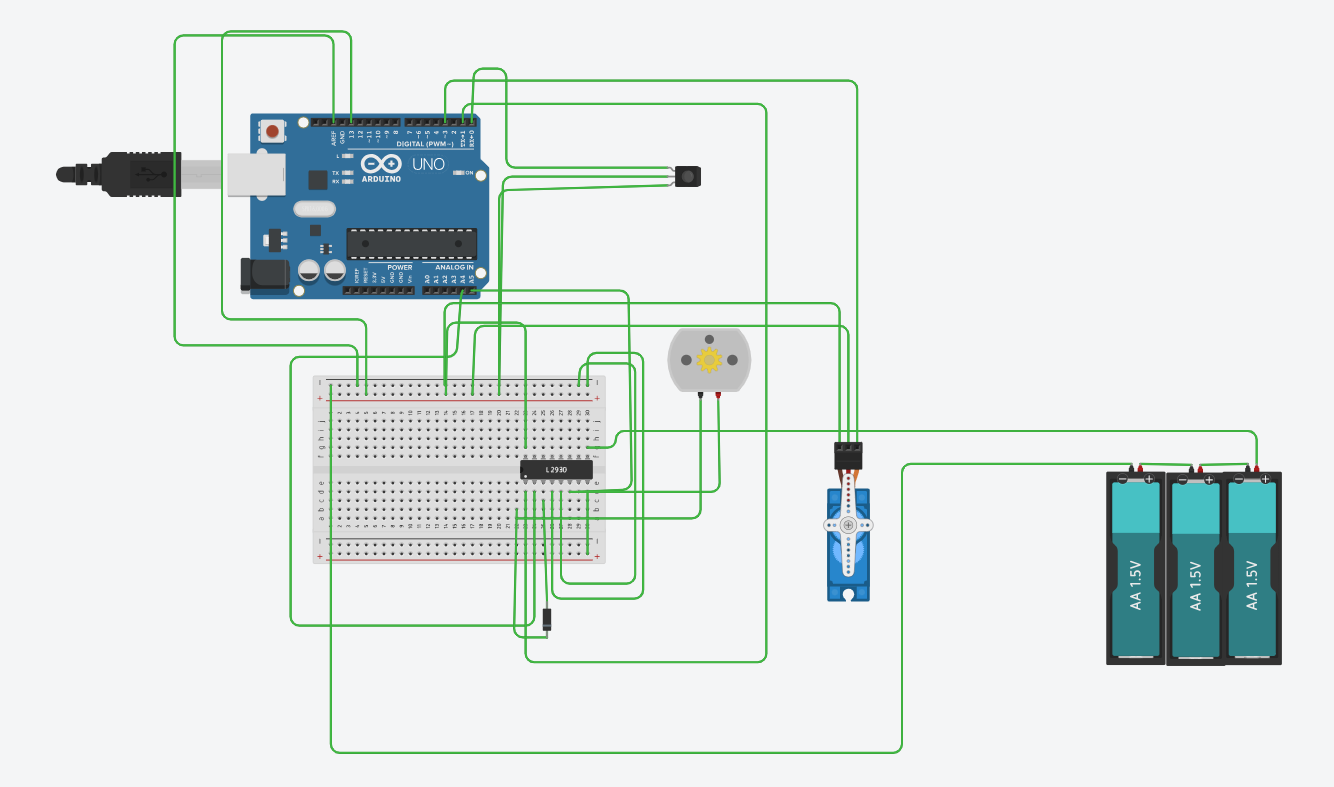 AREF
GND
13
12
~11
~10
~9
8
7
~6
~5
4
~3
2
TX→1
RX←0
DIGITAL (PWM~)
L
TX
RX
UNO
ARDUINO
ON
POWER
ANALOG IN
IOREF
RESET
3.3V
5V
GND
GND
Vin
A0
A1
A2
A3
A4
A5
L293D
AA 1.5V
AA 1.5V
AA 1.5V